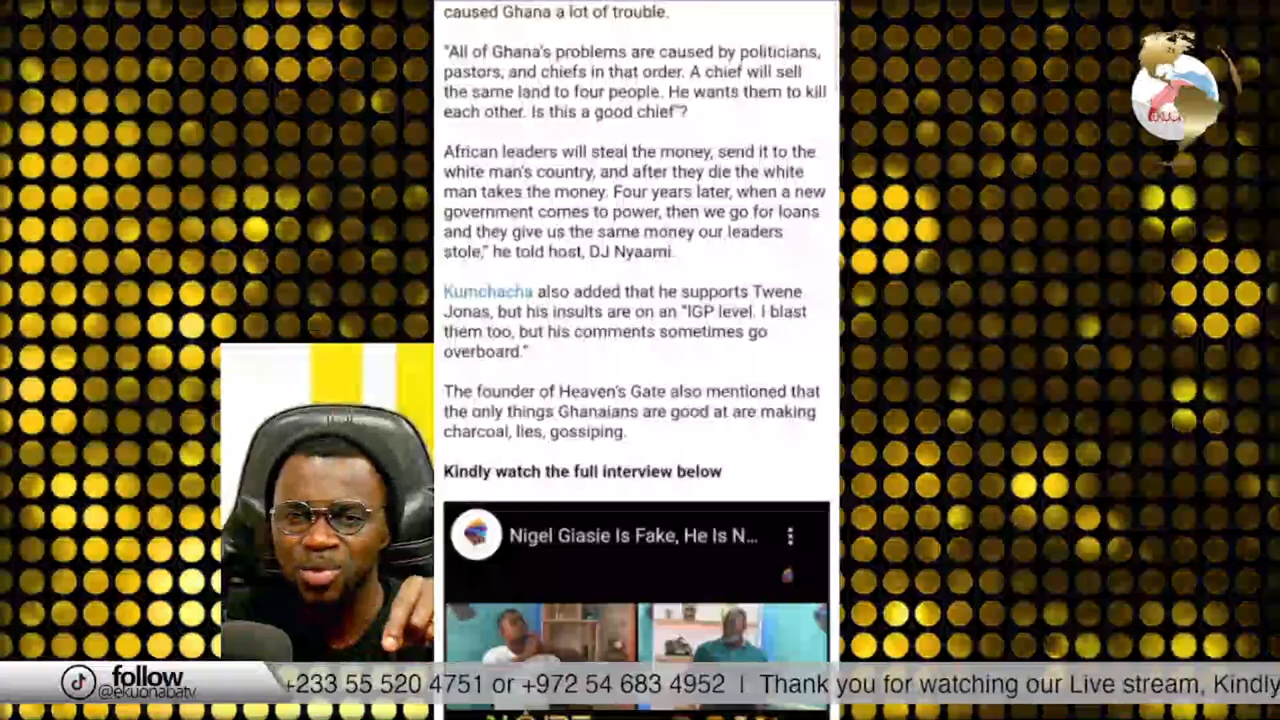 caused Ghana a lot of trouble.
"All of Ghana's problems are caused by politicians,
pastors, and chiefs in that order. A chief will sell
the same land to four people. He wants them to kill
each other. Is this a good chief"?
African leaders will steal the money, send it to the
white man's country, and after they die the white
man takes the money. Four years later, when a new
government comes to power, then we go for loans
and they give us the same money our leaders
stole," he told host, DJ Nyaami.
Kumchacha also added that he supports Twene
Jonas, but his insults are on an "IGP level. I blast
them too, but his comments sometimes go
overboard."
The founder of Heaven's Gate also mentioned that
the only things Ghanaians are good at are making
charcoal, lies, gossiping.
Kindly watch the full interview below
Nigel Giasie Is Fake, He Is N...
follow
@ekuonabatv
+233 55 520 4751 or +972 54 683 4952 | Thank you for watching our Live stream, Kindly